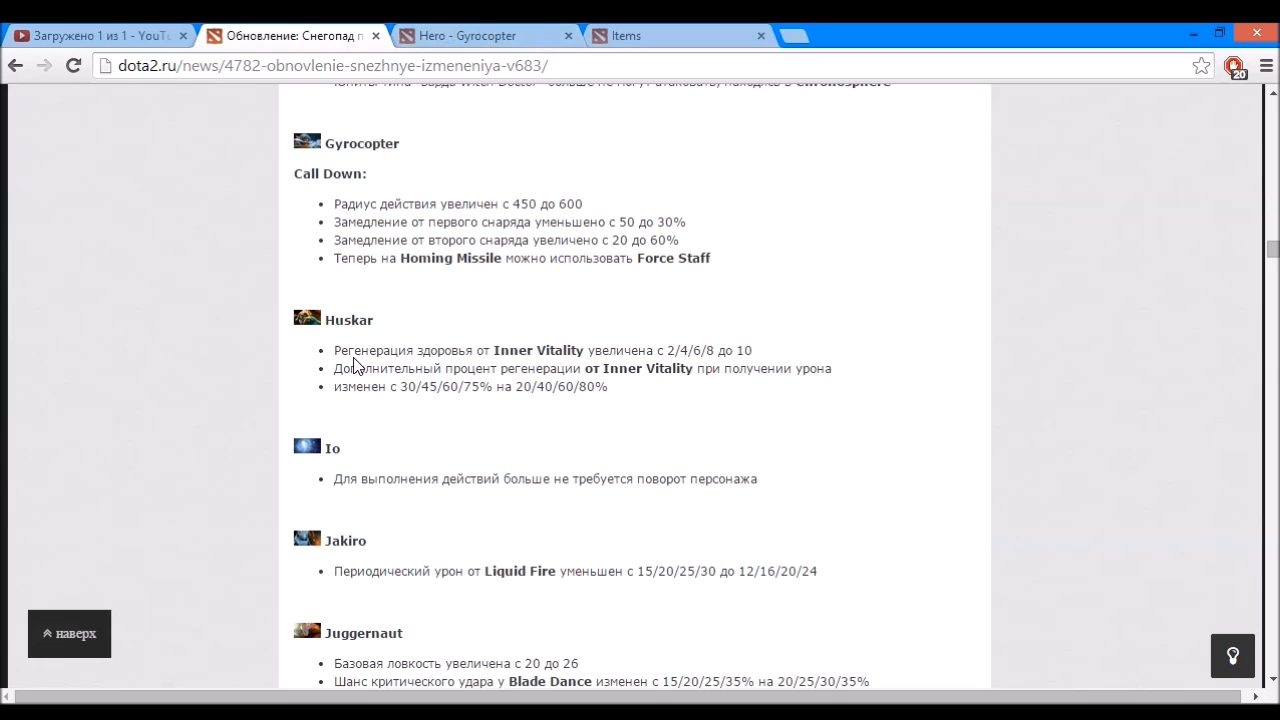 Загружено 1 из 1 - YouTu
Обновление: Снегопад п
Hero - Gyrocopter
Items
dota2.ru/news/4782-obnovlenie-snezhnye-izmeneniya-v683/
20
Chronosphere
Gyrocopter
Call Down:
Радиус действия увеличен с 450 до 600
Замедление от первого снаряда уменьшено с 50 до 30%
Замедление от второго снаряда увеличено с 20 до 60%
Теперь на Homing Missile можно использовать Force Staff
Huskar
Регенерация здоровья от Inner Vitality увеличена с 2/4/6/8 до 10
Дополнительный процент регенерации от Inner Vitality при получении урона
изменен с 30/45/60/75% на 20/40/60/80%
Io
Для выполнения действий больше не требуется поворот персонажа
Jakiro
Периодический урон от Liquid Fire уменьшен с 15/20/25/30 до 12/16/20/24
наверх
Juggernaut
Базовая ловкость увеличена с 20 до 26
Шанс критического удара у Blade Dance изменен с 15/20/25/35% на 20/25/30/35%